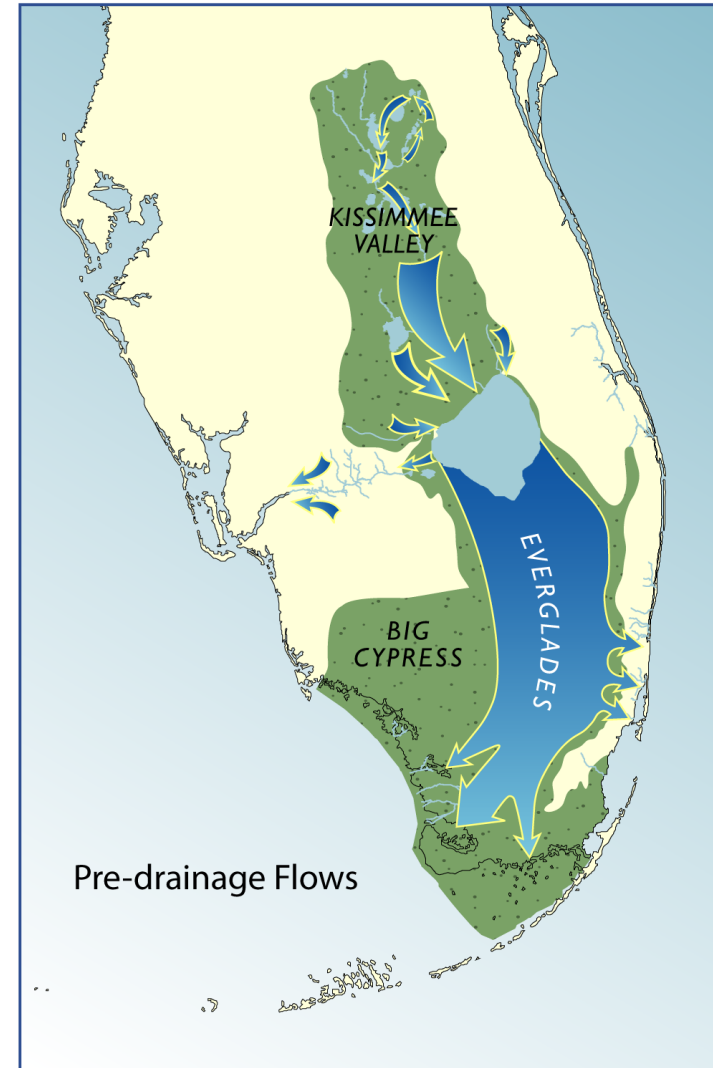 KISSIMMEE
VALLEY
EVERGLADES
BIG
CYPRESS
Pre-drainage Flows